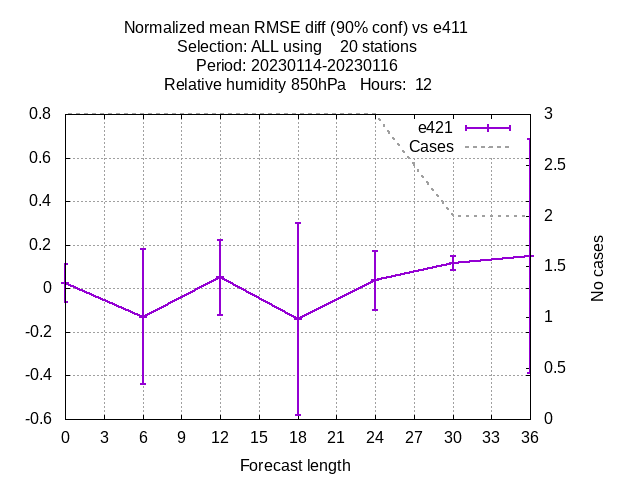 Normalized mean RMSE diff (90% conf) vs e411
Selection: ALL using    20 stations
Period: 20230114-20230116
Relative humidity 850hPa   Hours:  12
e421
Cases
0.8
0.6
0.4
0.2
0
-0.2
-0.4
-0.6
3
2.5
2
1.5
1
0.5
0
No cases
0 3 6 9 12 15 18 21 24 27 30 33 36
Forecast length